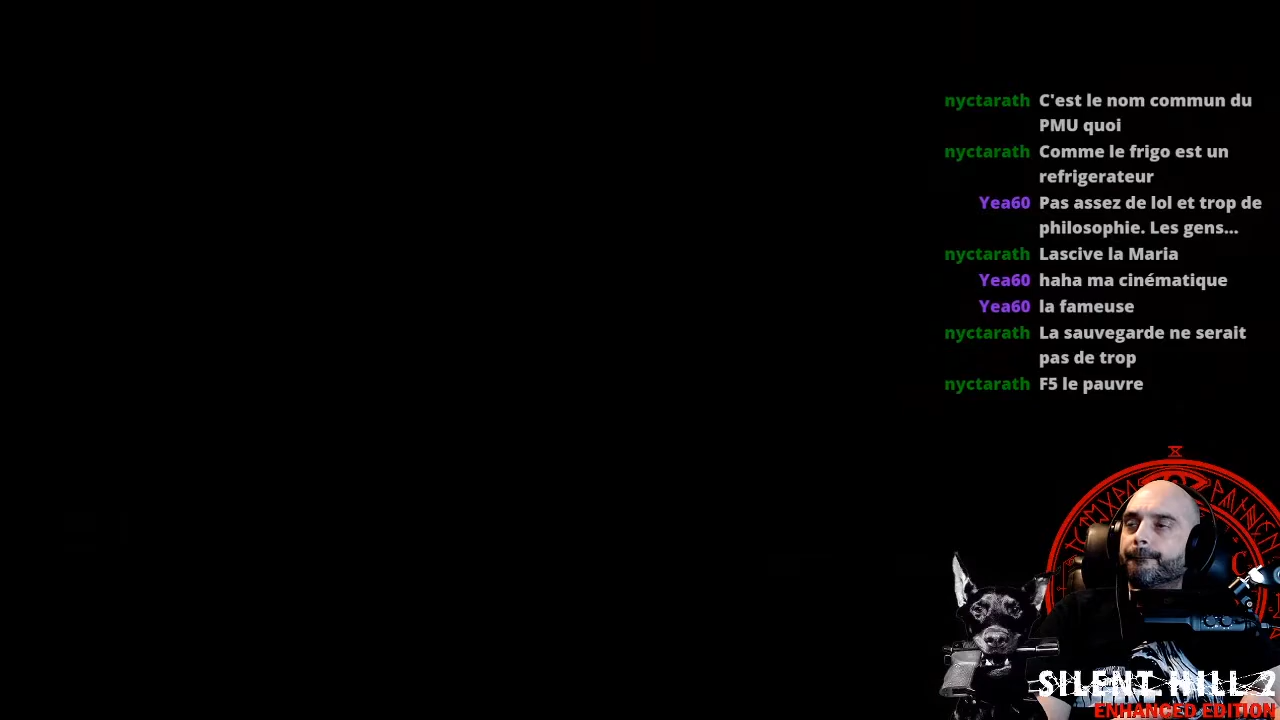 nyctarath C'est le nom commun du
PMU quoi
nyctarath Comme le frigo est un
refrigerateur
Yea60 Pas assez de lol et trop de
philosophie. Les gens...
nyctarath Lascive la Maria
Yea60 haha ma cinématique
Yea60 la fameuse
nyctarath La sauvegarde ne serait
pas de trop
nyctarath F5 le pauvre
SILENT HILL 2
ENHANCED EDITION